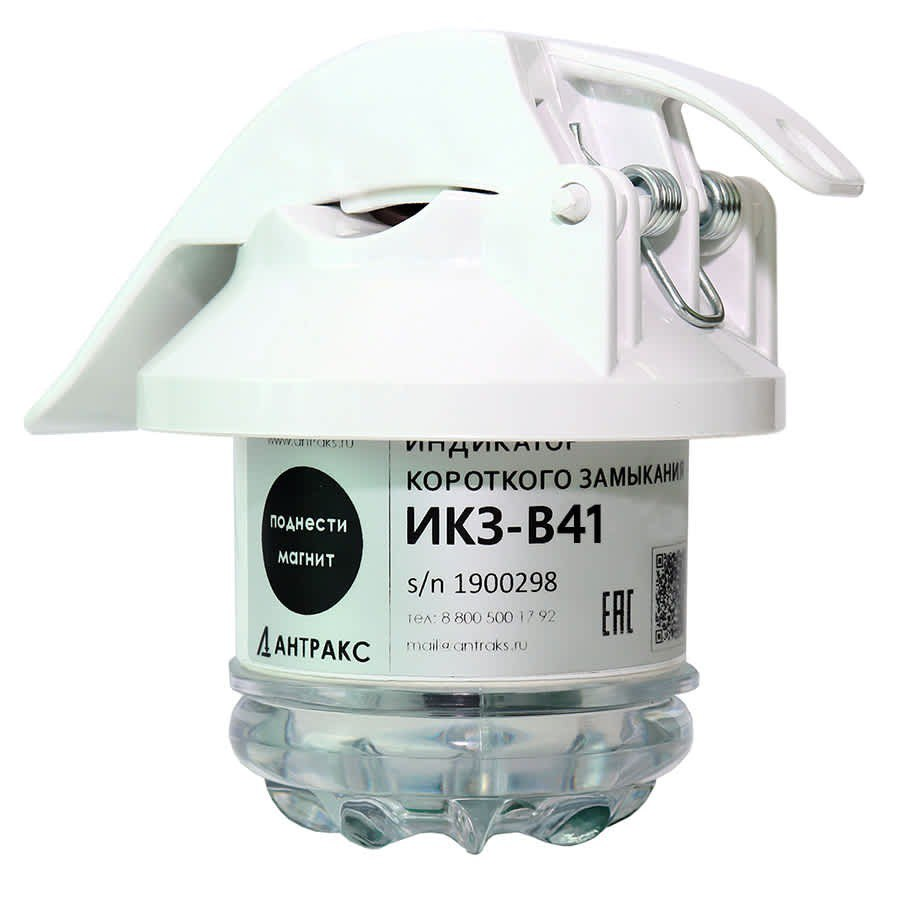 www.antraks.ru
поднести
магнит
АНТРАКС
ИНДИКАТОР
КОРОТКОГО ЗАМЫКАНИЯ
ИКЗ-В41
s/n 1900298
тел: 8 800 500 17 92
mail@antraks.ru
EAC